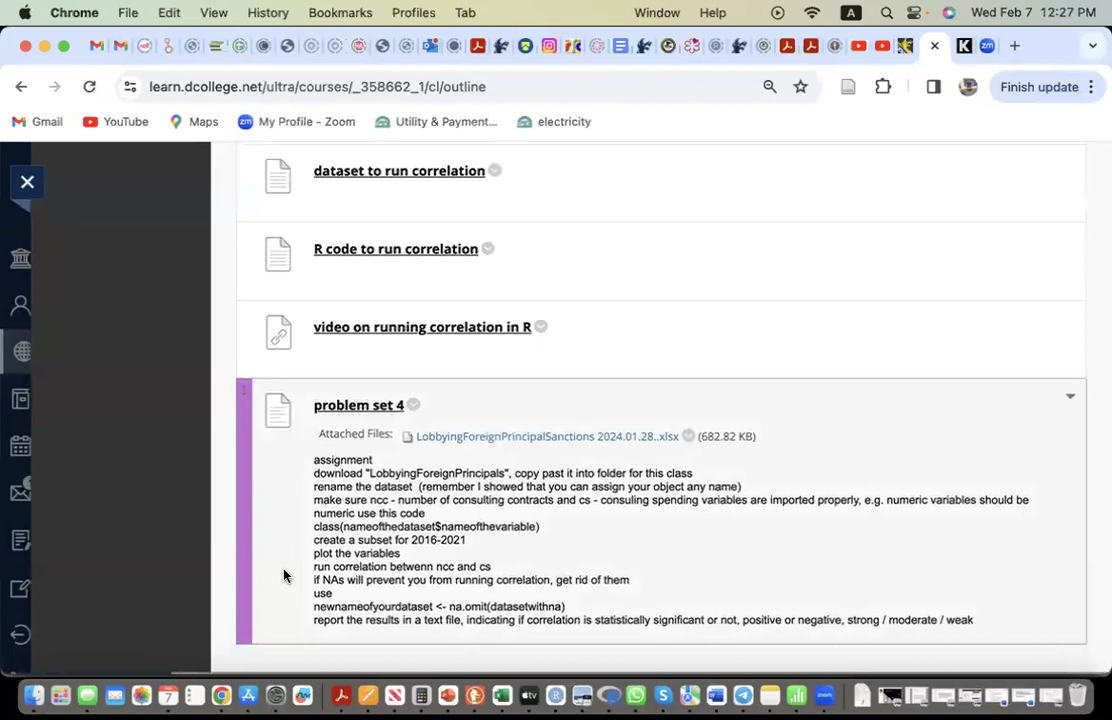 Chrome File Edit View History Bookmarks Profiles Tab Window Help A Wed Feb 7 12:27 PM
learn.dcollege.net/ultra/courses/_358662_1/cl/outline Finish update
Gmail YouTube Maps My Profile - Zoom Utility & Payment... electricity
dataset to run correlation
R code to run correlation
video on running correlation in R
problem set 4
Attached Files: LobbyingForeignPrincipalSanctions 2024.01.28..xlsx (682.82 KB)
assignment
download "LobbyingForeignPrincipals", copy past it into folder for this class
rename the dataset (remember I showed that you can assign your object any name)
make sure ncc - number of consulting contracts and cs - consuling spending variables are imported properly, e.g. numeric variables should be
numeric use this code
class(nameofthedataset$nameofthevariable)
create a subset for 2016-2021
plot the variables
run correlation betwenn ncc and cs
if NAs will prevent you from running correlation, get rid of them
use
newnameofyourdataset <- na.omit(datasetwithna)
report the results in a text file, indicating if correlation is statistically significant or not, positive or negative, strong / moderate / weak